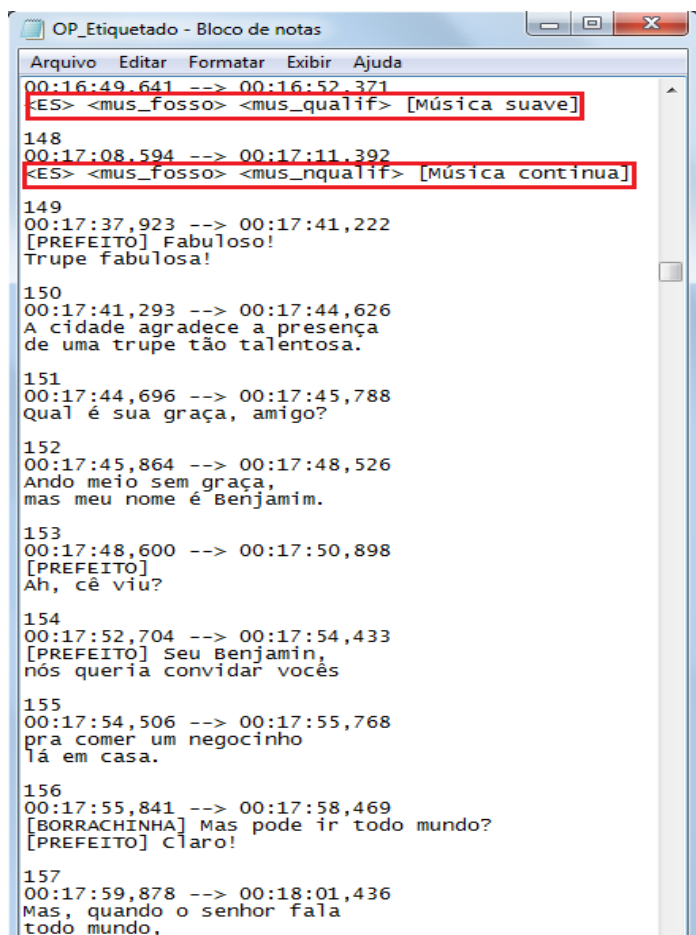 OP_Etiquetado - Bloco de notas
Arquivo Editar Formatar Exibir Ajuda
00:16:49,641 --> 00:16:52,371
<ES> <mus_fosso> <mus_qualif> [Música suave]
148
00:17:08,594 --> 00:17:11,392
<ES> <mus_fosso> <mus_nqualif> [Música continua]
149
00:17:37,923 --> 00:17:41,222
[PREFEITO] Fabuloso!
Trupe fabulosa!
150
00:17:41,293 --> 00:17:44,626
A cidade agradece a presença
de uma trupe tão talentosa.
151
00:17:44,696 --> 00:17:45,788
Qual é sua graça, amigo?
152
00:17:45,864 --> 00:17:48,526
Ando meio sem graça,
mas meu nome é Benjamim.
153
00:17:48,600 --> 00:17:50,898
[PREFEITO]
Ah, cê viu?
154
00:17:52,704 --> 00:17:54,433
[PREFEITO] Seu Benjamin,
nós queria convidar vocês
155
00:17:54,506 --> 00:17:55,768
pra comer um negocinho
lá em casa.
156
00:17:55,841 --> 00:17:58,469
[BORRACHINHA] Mas pode ir todo mundo?
[PREFEITO] Claro!
157
00:17:59,878 --> 00:18:01,436
Mas, quando o senhor fala
todo mundo,